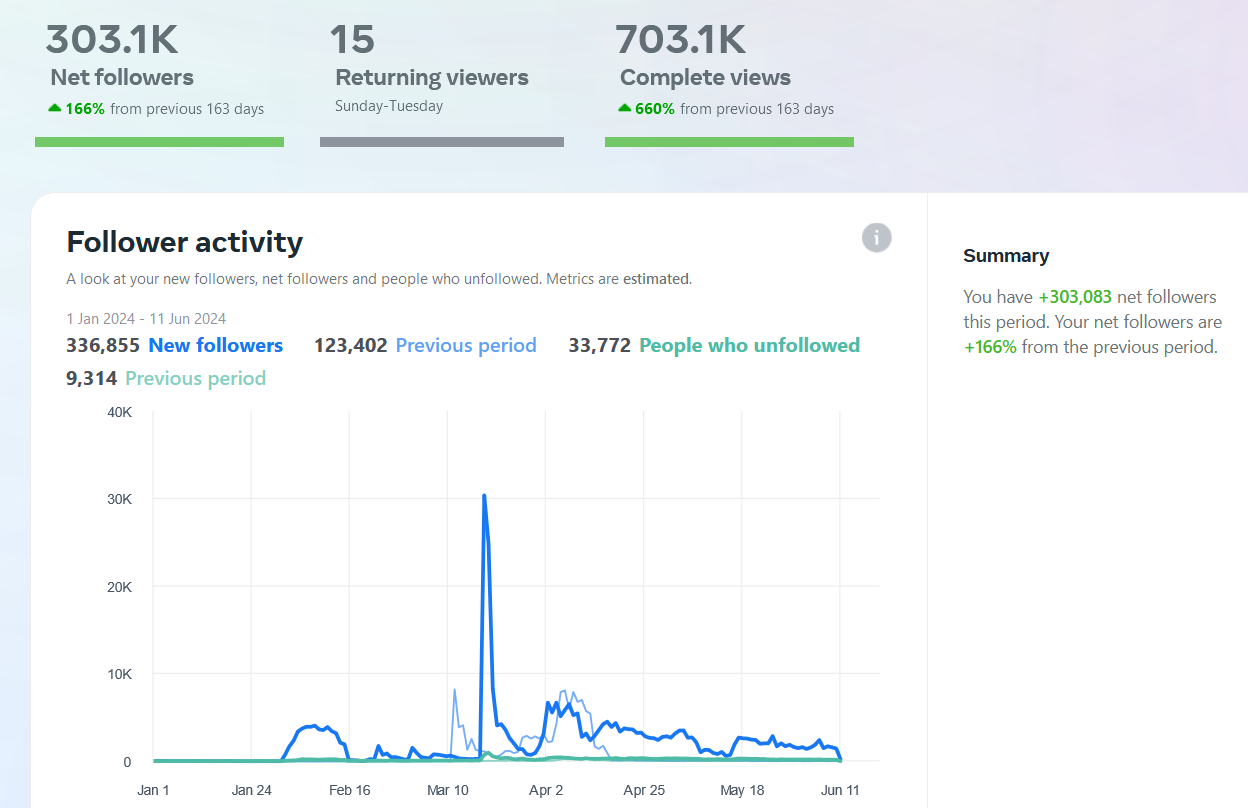 303.1K
Net followers
166% from previous 163 days
15
Returning viewers
Sunday-Tuesday
703.1K
Complete views
660% from previous 163 days
Follower activity
i
A look at your new followers, net followers and people who unfollowed. Metrics are estimated.
1 Jan 2024 - 11 Jun 2024
336,855 New followers 123,402 Previous period 33,772 People who unfollowed
9,314 Previous period
40K
30K
20K
10K
0
Jan 1 Jan 24 Feb 16 Mar 10 Apr 2 Apr 25 May 18 Jun 11
Summary
You have +303,083 net followers
this period. Your net followers are
+166% from the previous period.